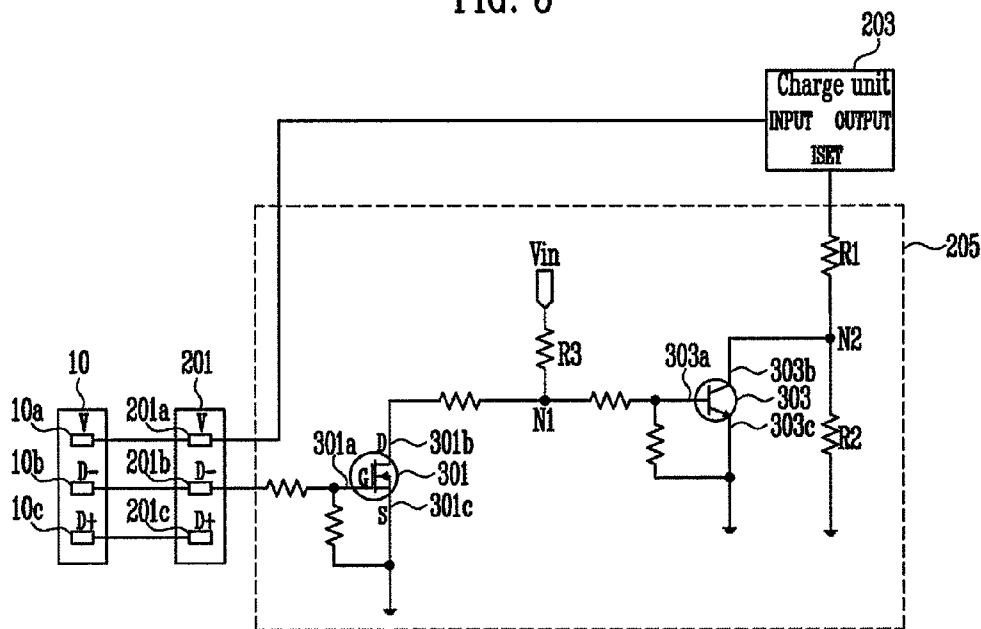 FIG. 6
203
Charge unit
INPUT OUTPUT
ISET
205
R1
Vin
R3
N2
303a
303b
303
303c
N1
R2
10
201
10a
V
201a
V
D
301b
301a
G
301
10b
D-
201b
D-
S
301c
10c
D+
201c
D+